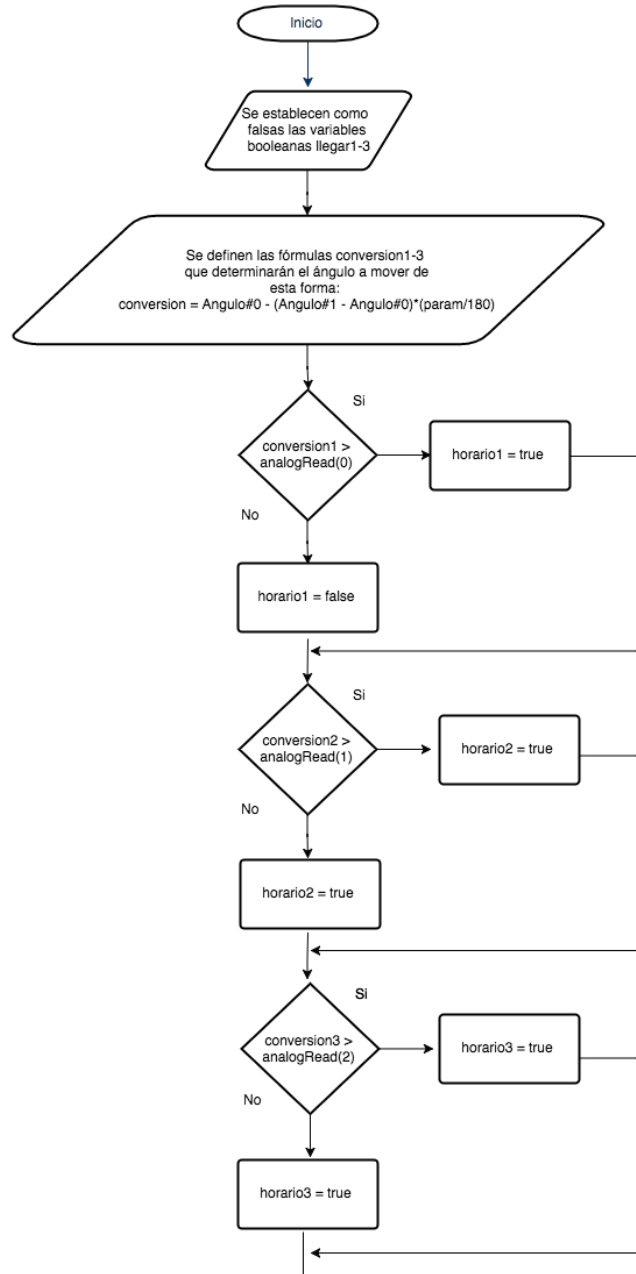 Inicio
Se establecen como
falsas las variables
booleanas llegar1-3
Se definen las fórmulas conversion1-3
que determinarán el ángulo a mover de
esta forma:
conversion = Angulo#0 - (Angulo#1 - Angulo#0)*(param/180)
Si
conversion1 >
analogRead(0)
horario1 = true
No
horario1 = false
Si
conversion2 >
analogRead(1)
horario2 = true
No
horario2 = true
Si
conversion3 >
analogRead(2)
horario3 = true
No
horario3 = true